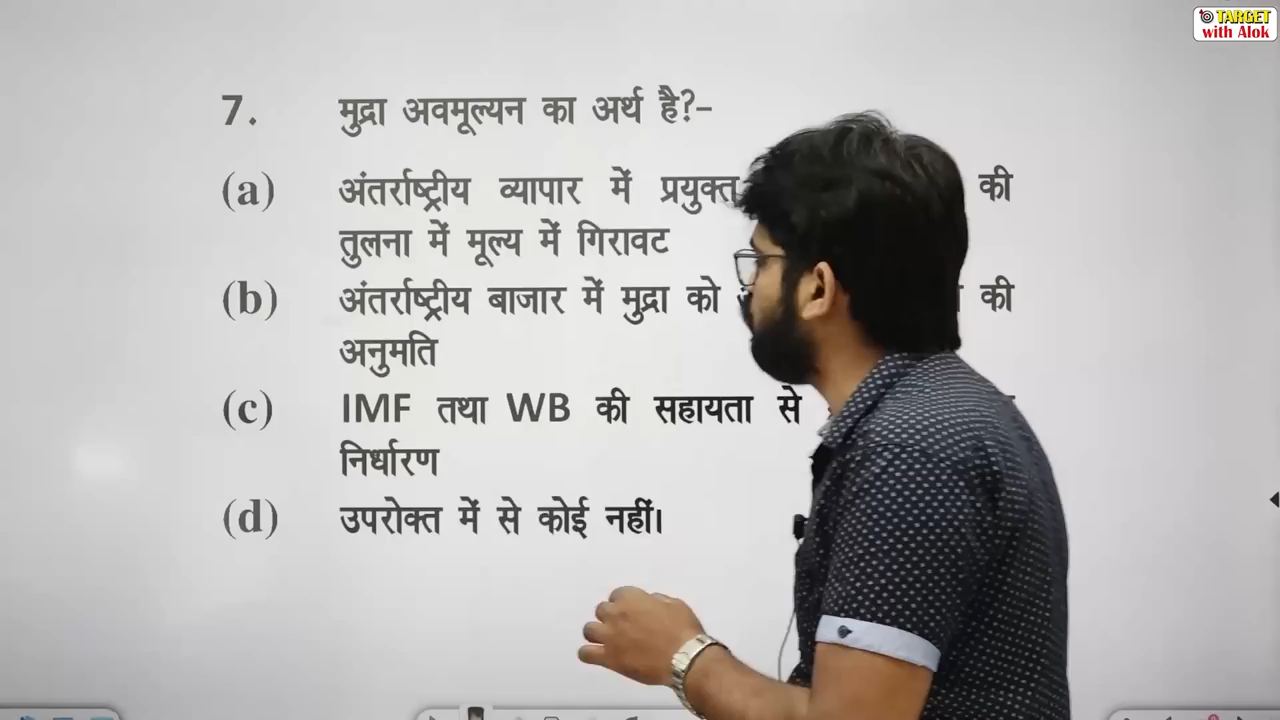 TARGET
with Alok
7. मुद्रा अवमूल्यन का अर्थ है?–
(a) अंतर्राष्ट्रीय व्यापार में प्रयुक्त की
तुलना में मूल्य में गिरावट
(b) अंतर्राष्ट्रीय बाजार में मुद्रा को की
अनुमति
(c) IMF तथा WB की सहायता से
निर्धारण
(d) उपरोक्त में से कोई नहीं।